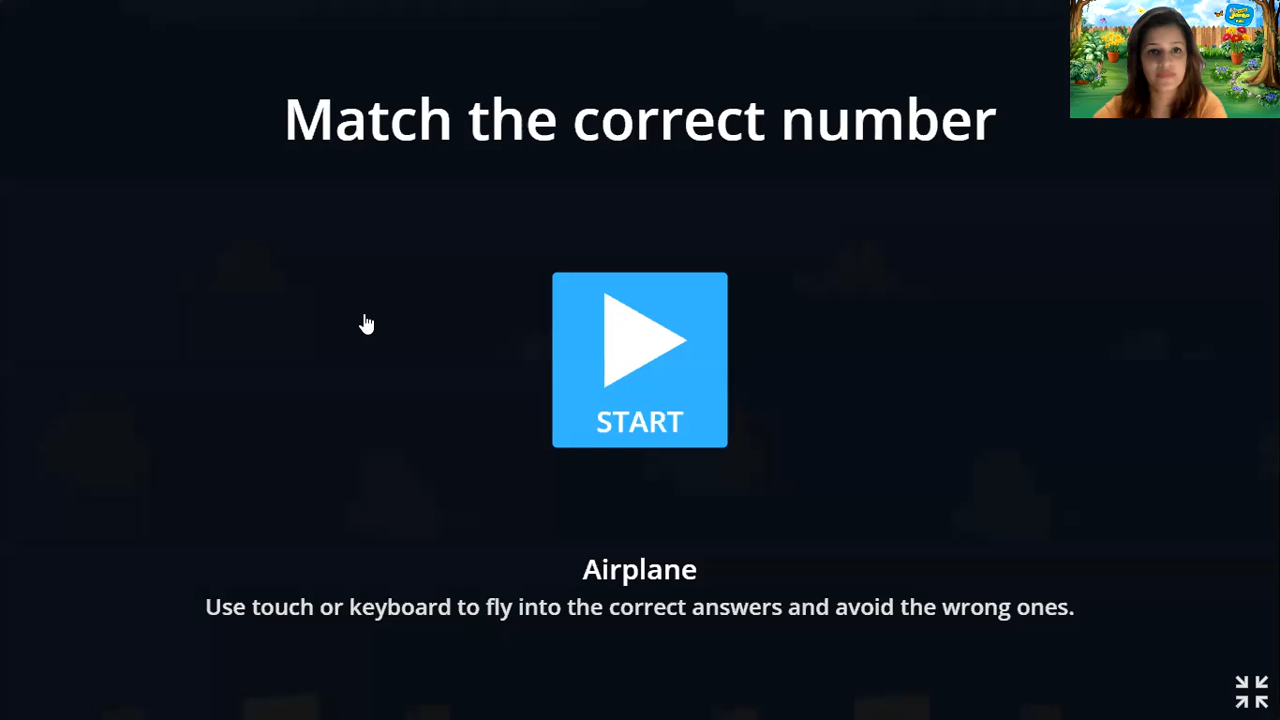 Match the correct number
START
Airplane
Use touch or keyboard to fly into the correct answers and avoid the wrong ones.